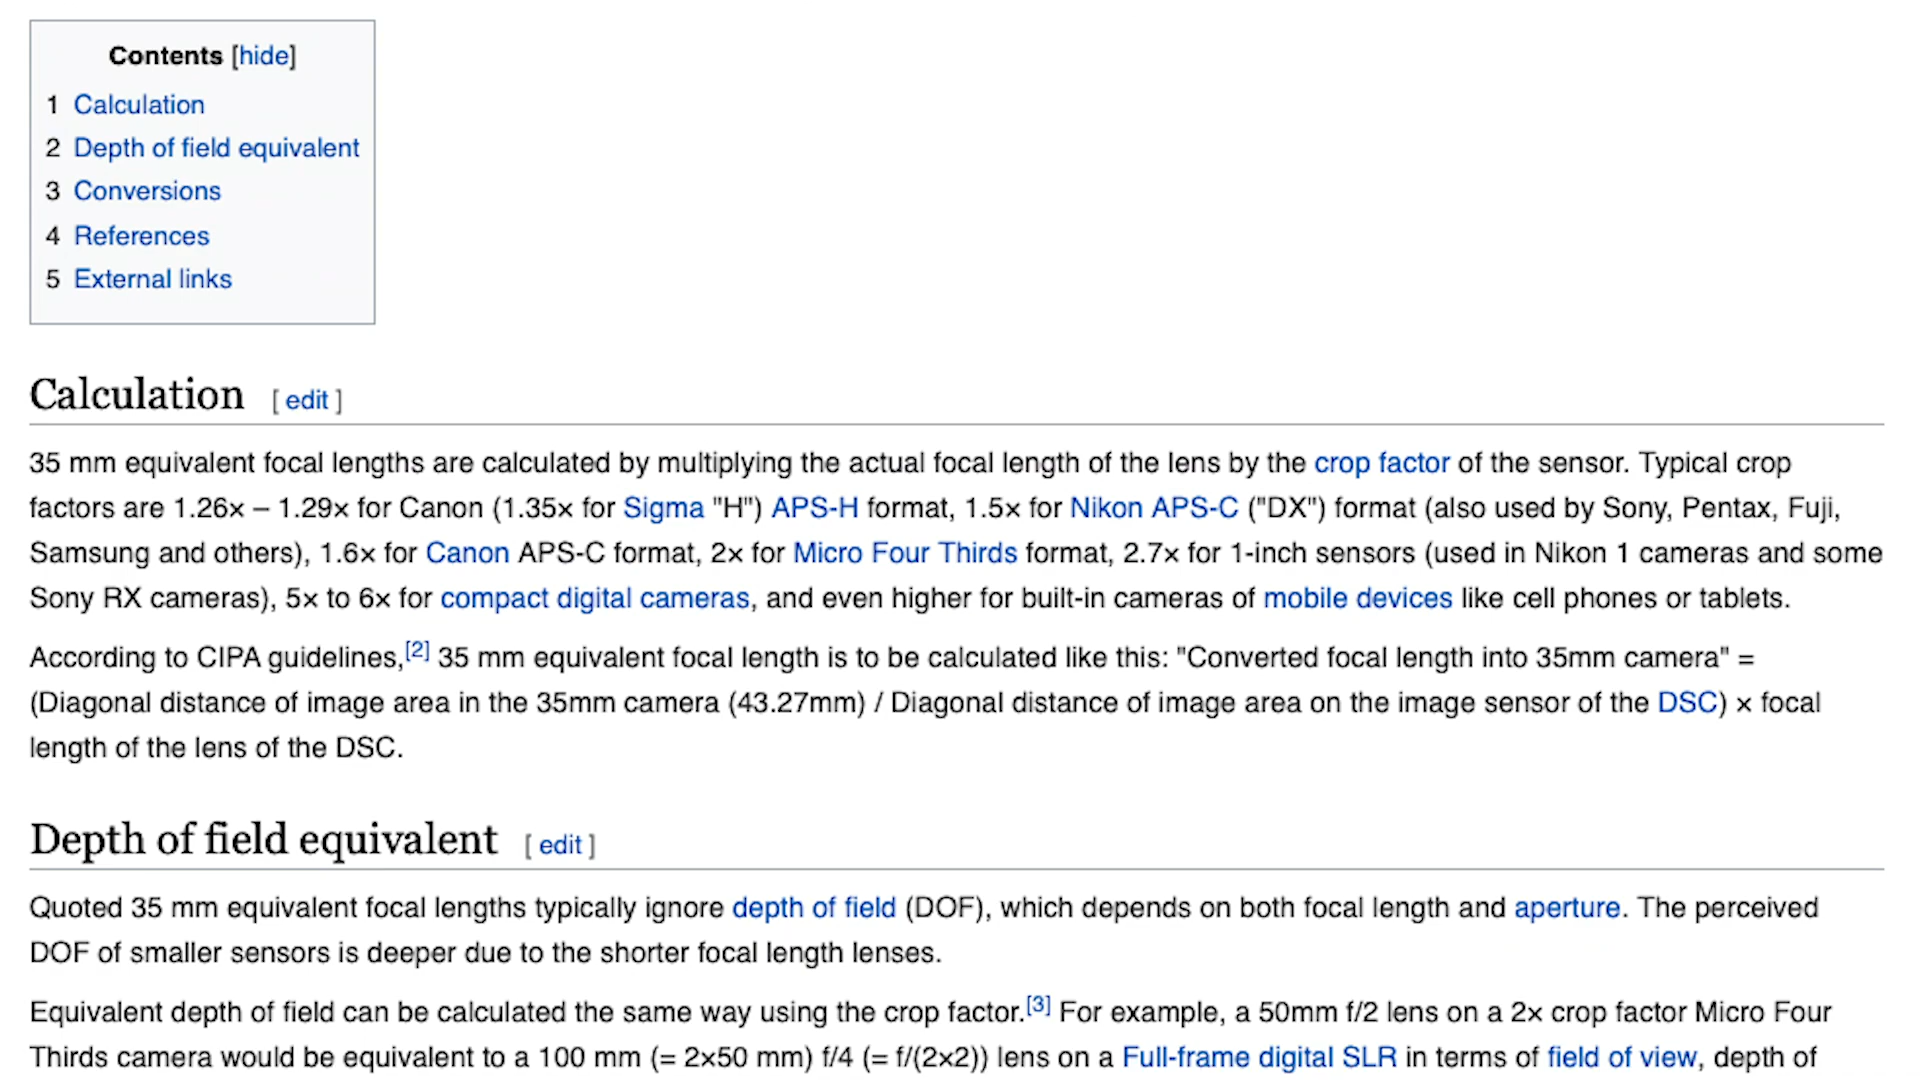 Contents [hide]
1 Calculation
2 Depth of field equivalent
3 Conversions
4 References
5 External links
Calculation [ edit ]
35 mm equivalent focal lengths are calculated by multiplying the actual focal length of the lens by the crop factor of the sensor. Typical crop
factors are 1.26x – 1.29x for Canon (1.35x for Sigma "H") APS-H format, 1.5x for Nikon APS-C ("DX") format (also used by Sony, Pentax, Fuji,
Samsung and others), 1.6x for Canon APS-C format, 2x for Micro Four Thirds format, 2.7x for 1-inch sensors (used in Nikon 1 cameras and some
Sony RX cameras), 5x to 6x for compact digital cameras, and even higher for built-in cameras of mobile devices like cell phones or tablets.
According to CIPA guidelines,[2] 35 mm equivalent focal length is to be calculated like this: "Converted focal length into 35mm camera" =
(Diagonal distance of image area in the 35mm camera (43.27mm) / Diagonal distance of image area on the image sensor of the DSC) × focal
length of the lens of the DSC.
Depth of field equivalent [ edit ]
Quoted 35 mm equivalent focal lengths typically ignore depth of field (DOF), which depends on both focal length and aperture. The perceived
DOF of smaller sensors is deeper due to the shorter focal length lenses.
Equivalent depth of field can be calculated the same way using the crop factor.[3] For example, a 50mm f/2 lens on a 2× crop factor Micro Four
Thirds camera would be equivalent to a 100 mm (= 2×50 mm) f/4 (= f/(2×2)) lens on a Full-frame digital SLR in terms of field of view, depth of